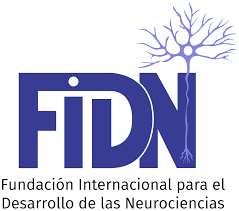 FIDN
Fundación Internacional para el
Desarrollo de las Neurociencias